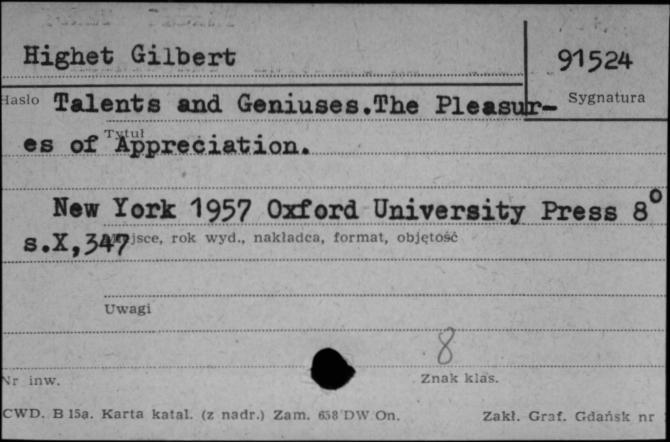 Highet Gilbert
91524
Hasło Talents and Geniuses.The Pleasur-
Sygnatura
es of Appreciation.
Tytuł
New York 1957 Oxford University Press 8°
s.X,347
Miejsce, rok wyd., nakładca, format, objętość
Uwagi
8
Nr inw.
Znak klas.
CWD. B 15a. Karta katal. (z nadr.) Zam. 658 DW On.
Zakł. Graf. Gdańsk nr